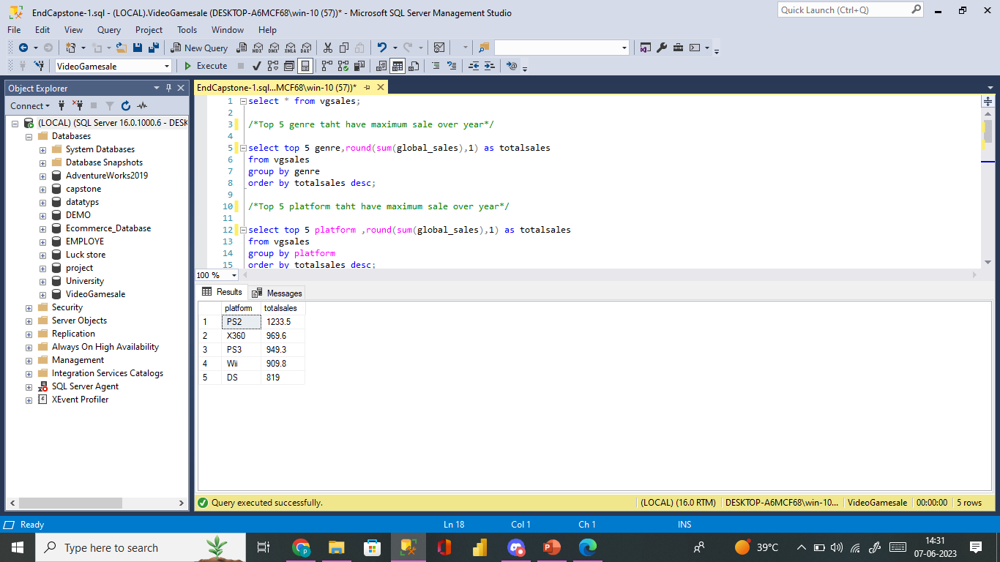 EndCapstone-1.sql - (LOCAL).VideoGamesale (DESKTOP-A6MCF68\win-10 (57))* - Microsoft SQL Server Management Studio
Quick Launch (Ctrl+Q)
File Edit View Query Project Tools Window Help
New Query MDX DMX XMLA DAX
VideoGamesale Execute
Object Explorer
Connect
(LOCAL) (SQL Server 16.0.1000.6 - DESK
Databases
System Databases
Database Snapshots
AdventureWorks2019
capstone
datatyps
DEMO
Ecommerce_Database
EMPLOYE
Luck store
project
University
VideoGamesale
Security
Server Objects
Replication
Always On High Availability
Management
Integration Services Catalogs
SQL Server Agent
XEvent Profiler
EndCapstone-1.sql...MCF68\win-10 (57))*
1 select * from vgsales;
2
3 /*Top 5 genre taht have maximum sale over year*/
4
5 select top 5 genre,round(sum(global_sales),1) as totalsales
6 from vgsales
7 group by genre
8 order by totalsales desc;
9
10 /*Top 5 platform taht have maximum sale over year*/
11
12 select top 5 platform ,round(sum(global_sales),1) as totalsales
13 from vgsales
14 group by platform
15 order by totalsales desc;
100 %
Results Messages
platform totalsales
1 PS2 1233.5
2 X360 969.6
3 PS3 949.3
4 Wii 909.8
5 DS 819
Query executed successfully. (LOCAL) (16.0 RTM) DESKTOP-A6MCF68\win-10... VideoGamesale 00:00:00 5 rows
Ready Ln 18 Col 1 Ch 1 INS
Type here to search 39°C 14:31
07-06-2023